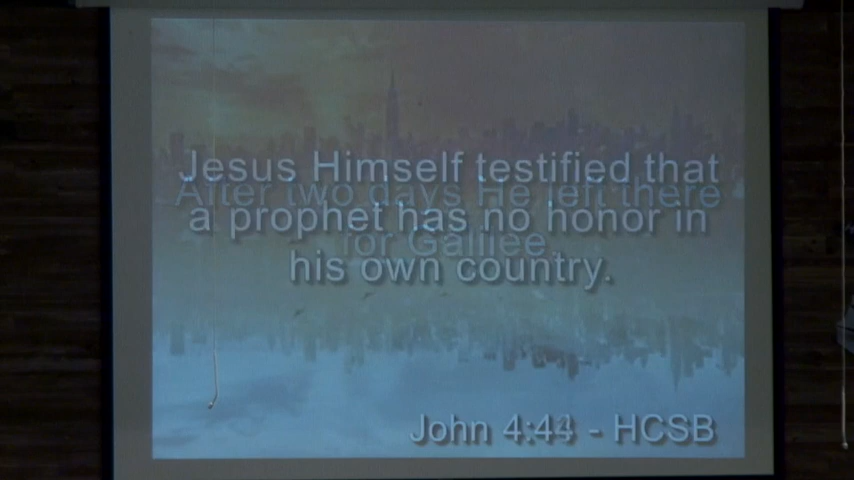 Jesus Himself testified that
After two days He left there
a prophet has no honor in
for Galilee.
his own country.
John 4:44 - HCSB